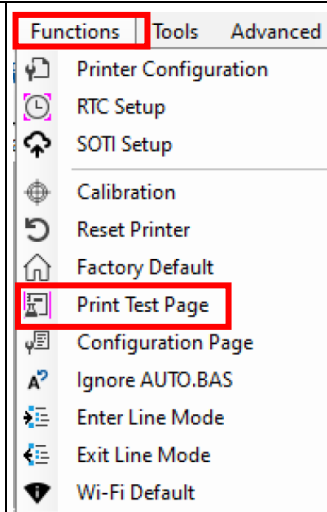 Functions Tools Advanced
Printer Configuration
RTC Setup
SOTI Setup
Calibration
Reset Printer
Factory Default
Print Test Page
Configuration Page
Ignore AUTO.BAS
Enter Line Mode
Exit Line Mode
Wi-Fi Default